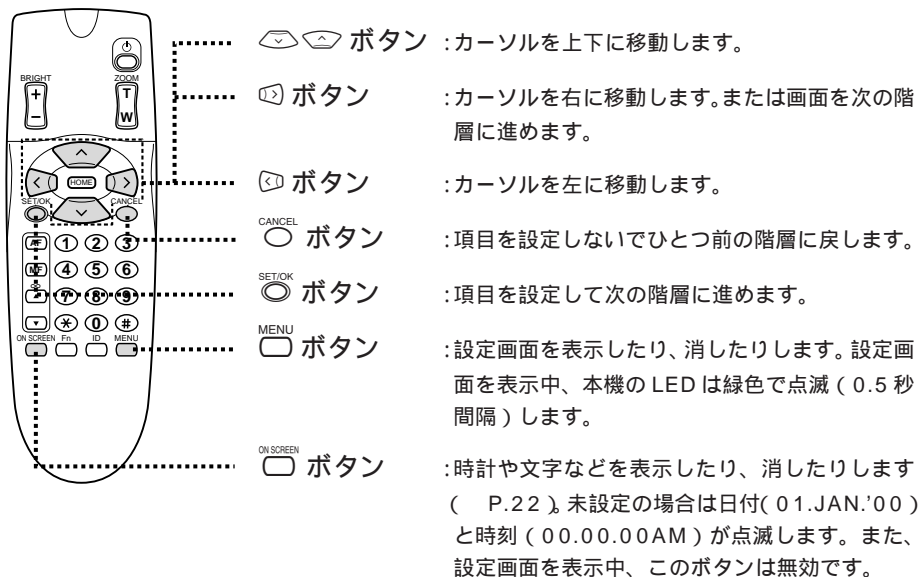 BRIGHT
ZOOM
+
T
−
W
HOME
SET/OK
CANCEL
AF 1 2 3
MF 4 5 6
7 8 9
＊ 0 #
ON SCREEN Fn ID MENU
ボタン :カーソルを上下に移動します。
ボタン :カーソルを右に移動します。または画面を次の階
層に進めます。
ボタン :カーソルを左に移動します。
CANCEL
ボタン :項目を設定しないでひとつ前の階層に戻します。
SET/OK
ボタン :項目を設定して次の階層に進めます。
MENU
ボタン :設定画面を表示したり、消したりします。設定画
面を表示中、本機の LED は緑色で点滅（0.5 秒
間隔）します。
ON SCREEN
ボタン :時計や文字などを表示したり、消したりします
（ P.22）。未設定の場合は日付（01.JAN.'00）
と時刻（00.00.00AM）が点滅します。また、
設定画面を表示中、このボタンは無効です。